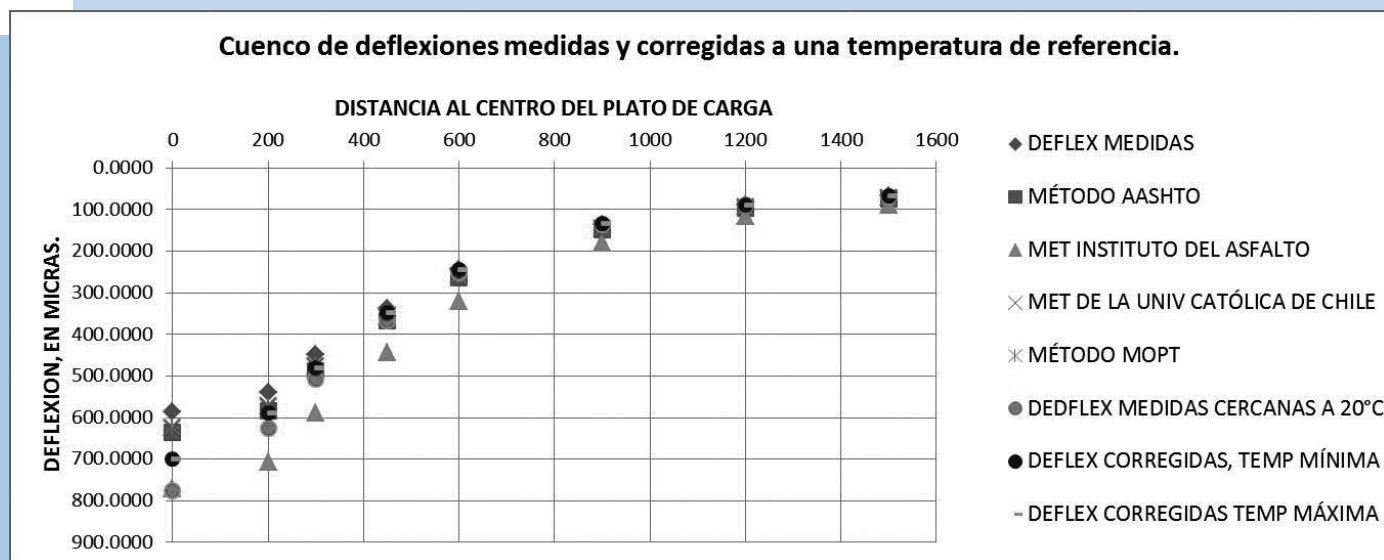 Cuenco de deflexiones medidas y corregidas a una temperatura de referencia.
DISTANCIA AL CENTRO DEL PLATO DE CARGA
0 200 400 600 800 1000 1200 1400 1600
DEFLEXION, EN MICRAS.
0.0000
100.0000
200.0000
300.0000
400.0000
500.0000
600.0000
700.0000
800.0000
900.0000
DEFLEX MEDIDAS
MÉTODO AASHTO
MET INSTITUTO DEL ASFALTO
MET DE LA UNIV CATÓLICA DE CHILE
MÉTODO MOPT
DEDFLEX MEDIDAS CERCANAS A 20°C
DEFLEX CORREGIDAS, TEMP MÍNIMA
DEFLEX CORREGIDAS TEMP MÁXIMA